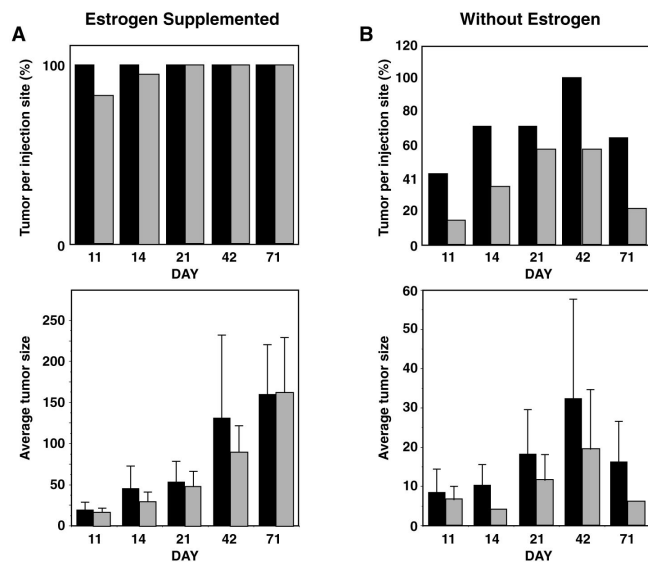 Estrogen Supplemented
Without Estrogen
A
Tumor per injection site (%)
100
0
11 14 21 42 71
DAY
B
Tumor per injection site (%)
120
100
80
60
41
20
0
11 14 21 42 71
DAY
Average tumor size
250
200
150
100
50
0
11 14 21 42 71
DAY
Average tumor size
60
50
40
30
20
10
0
11 14 21 42 71
DAY